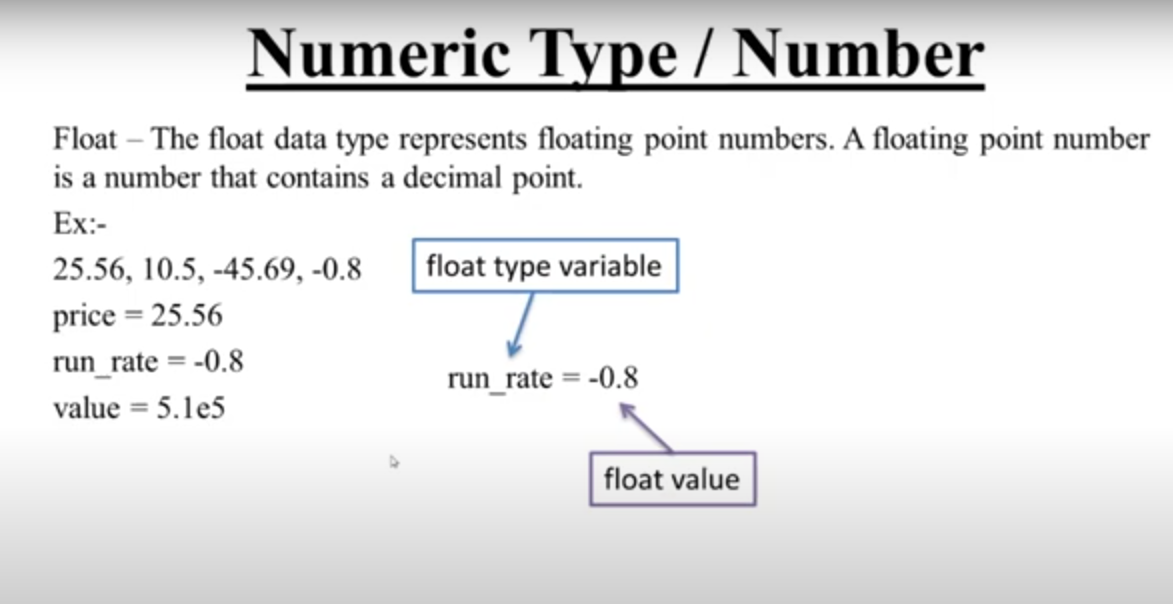 Numeric Type / Number
Float – The float data type represents floating point numbers. A floating point number
is a number that contains a decimal point.
Ex:-
25.56, 10.5, -45.69, -0.8
float type variable
price = 25.56
run_rate = -0.8
run_rate = -0.8
value = 5.1e5
float value